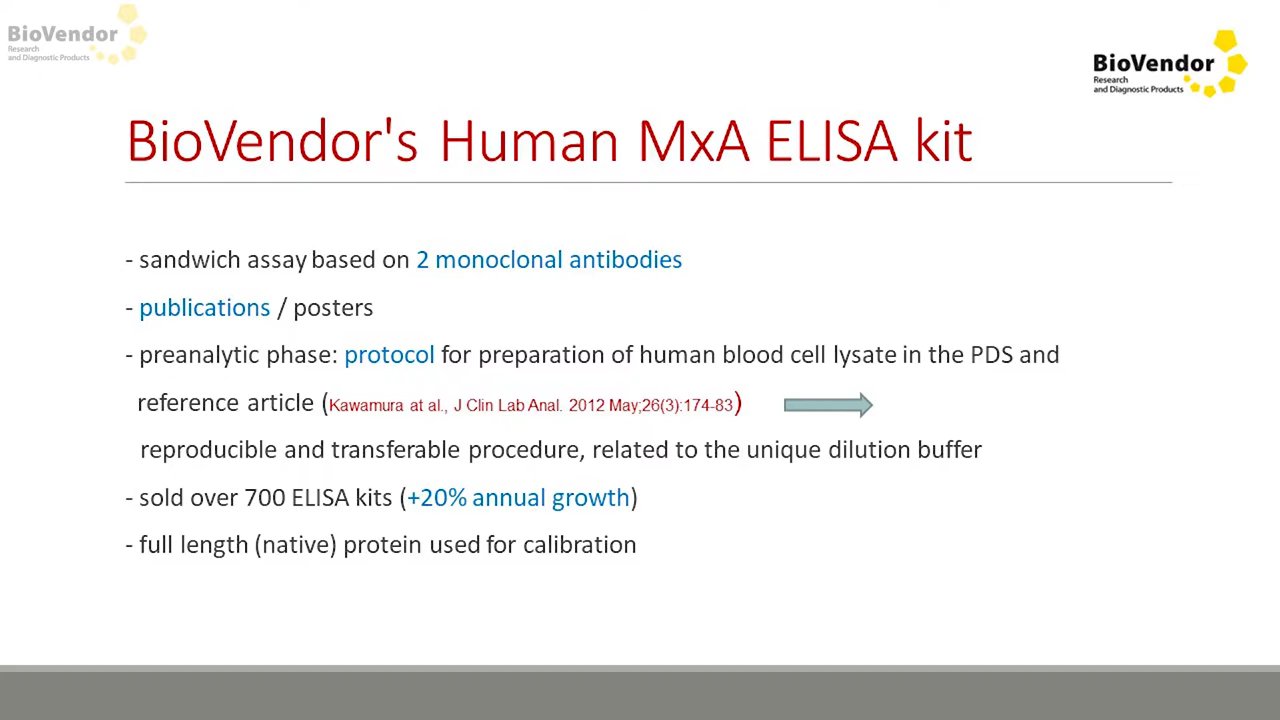 BioVendor
Research
and Diagnostic Products
BioVendor
Research
and Diagnostic Products
BioVendor's Human MxA ELISA kit
- sandwich assay based on 2 monoclonal antibodies
- publications / posters
- preanalytic phase: protocol for preparation of human blood cell lysate in the PDS and
reference article (Kawamura at al., J Clin Lab Anal. 2012 May;26(3):174-83)
reproducible and transferable procedure, related to the unique dilution buffer
- sold over 700 ELISA kits (+20% annual growth)
- full length (native) protein used for calibration